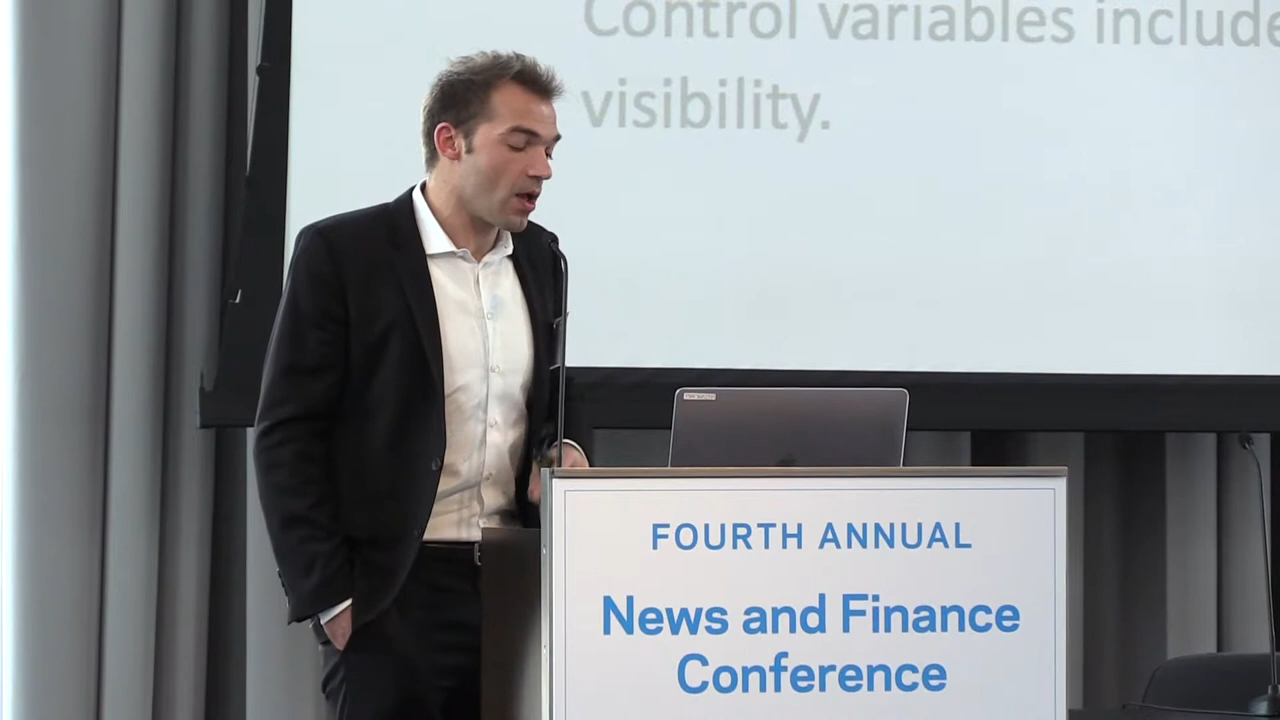 Control variables include
visibility.
FOURTH ANNUAL
News and Finance
Conference